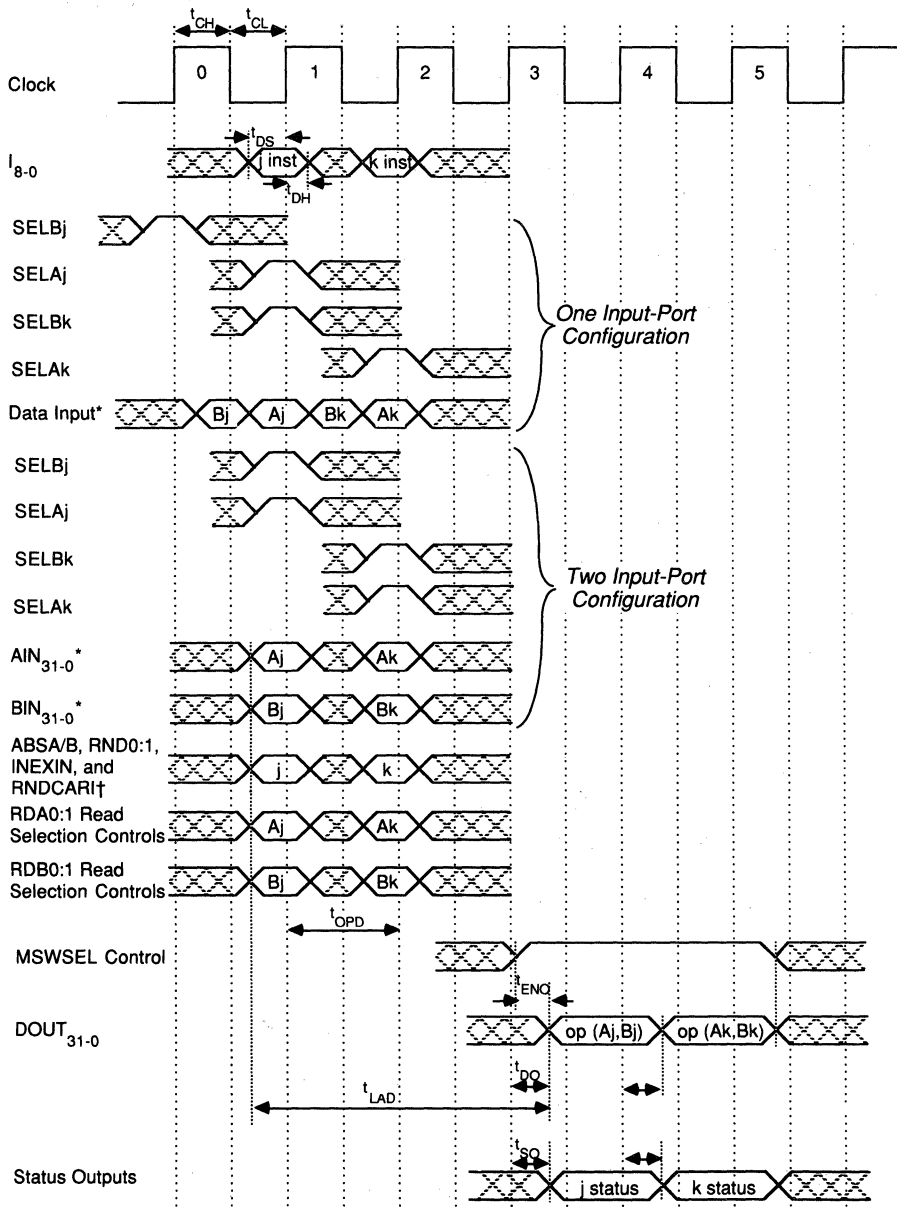 tCH tCL
Clock 0 1 2 3 4 5
tDS
I8-0 j inst k inst
tDH
SELBj
SELAj
SELBk
SELAk
One Input-Port
Configuration
Data Input* Bj Aj Bk Ak
SELBj
SELAj
SELBk
SELAk
Two Input-Port
Configuration
AIN31-0* Aj Ak
BIN31-0* Bj Bk
ABSA/B, RND0:1,
INEXIN, and
RNDCARI† j k
RDA0:1 Read
Selection Controls Aj Ak
RDB0:1 Read
Selection Controls Bj Bk
tOPD
MSWSEL Control
tENO
DOUT31-0 op (Aj,Bj) op (Ak,Bk)
tDO
tLAD
tSO
Status Outputs j status k status